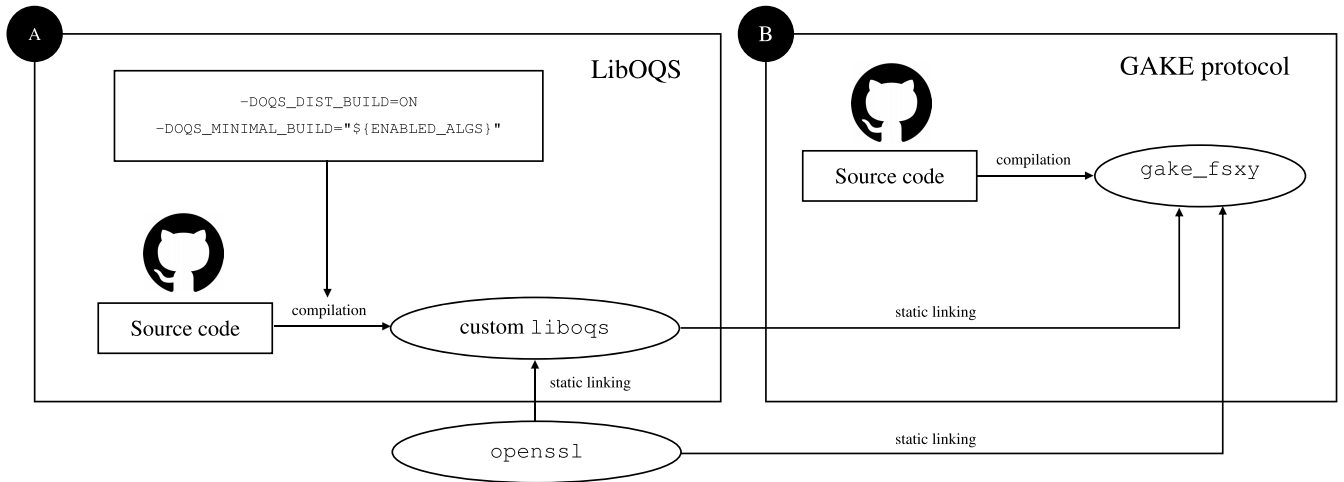 A
LibOQS
-DOQS_DIST_BUILD=ON
-DOQS_MINIMAL_BUILD="${ENABLED_ALGS}"
Source code
compilation
custom liboqs
static linking
openssl
B
GAKE protocol
Source code
compilation
gake_fsxy
static linking
static linking